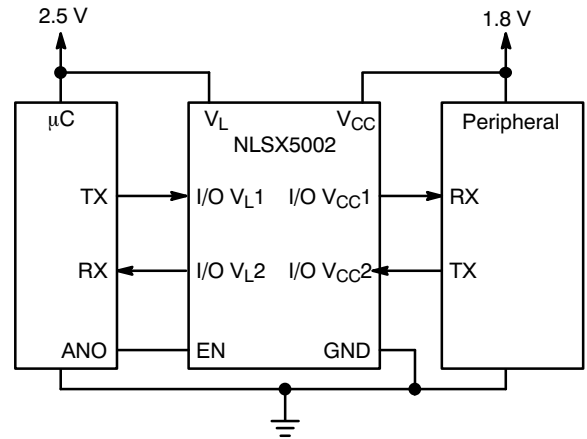 2.5 V 1.8 V
μC V_L V_CC Peripheral
NLSX5002
TX I/O V_L1 I/O V_CC1 RX
RX I/O V_L2 I/O V_CC2 TX
ANO EN GND